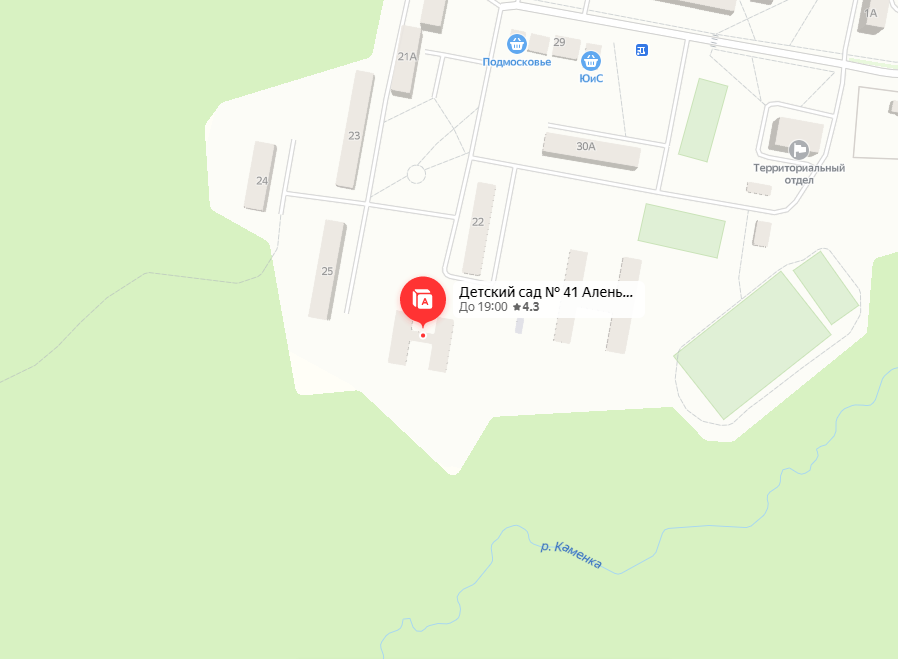 1А
29
21А
Подмосковье
ЮиС
23
30А
Территориальный
отдел
24
22
25
Детский сад № 41 Алень...
До 19:00 ★4.3
А
р. Каменка